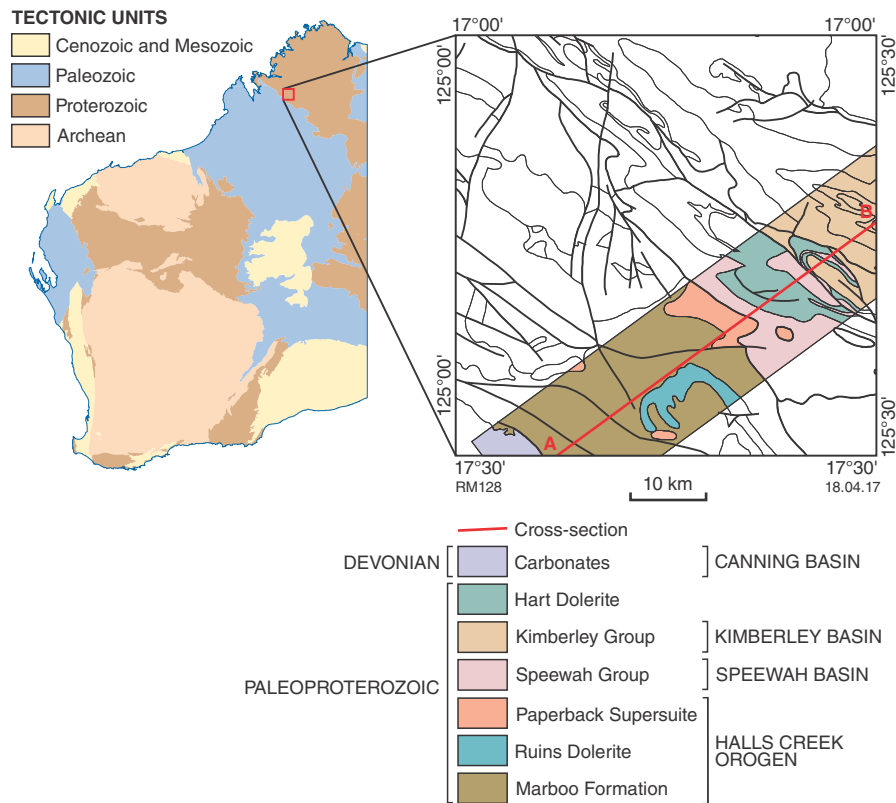 TECTONIC UNITS
Cenozoic and Mesozoic
Paleozoic
Proterozoic
Archean
17°00'
17°00'
125°00'
125°30'
B
125°00'
125°30'
A
17°30'
17°30'
RM128
10 km
18.04.17
Cross-section
DEVONIAN
Carbonates
CANNING BASIN
Hart Dolerite
Kimberley Group
KIMBERLEY BASIN
PALEOPROTEROZOIC
Speewah Group
SPEEWAH BASIN
Paperback Supersuite
Ruins Dolerite
HALLS CREEK
OROGEN
Marboo Formation